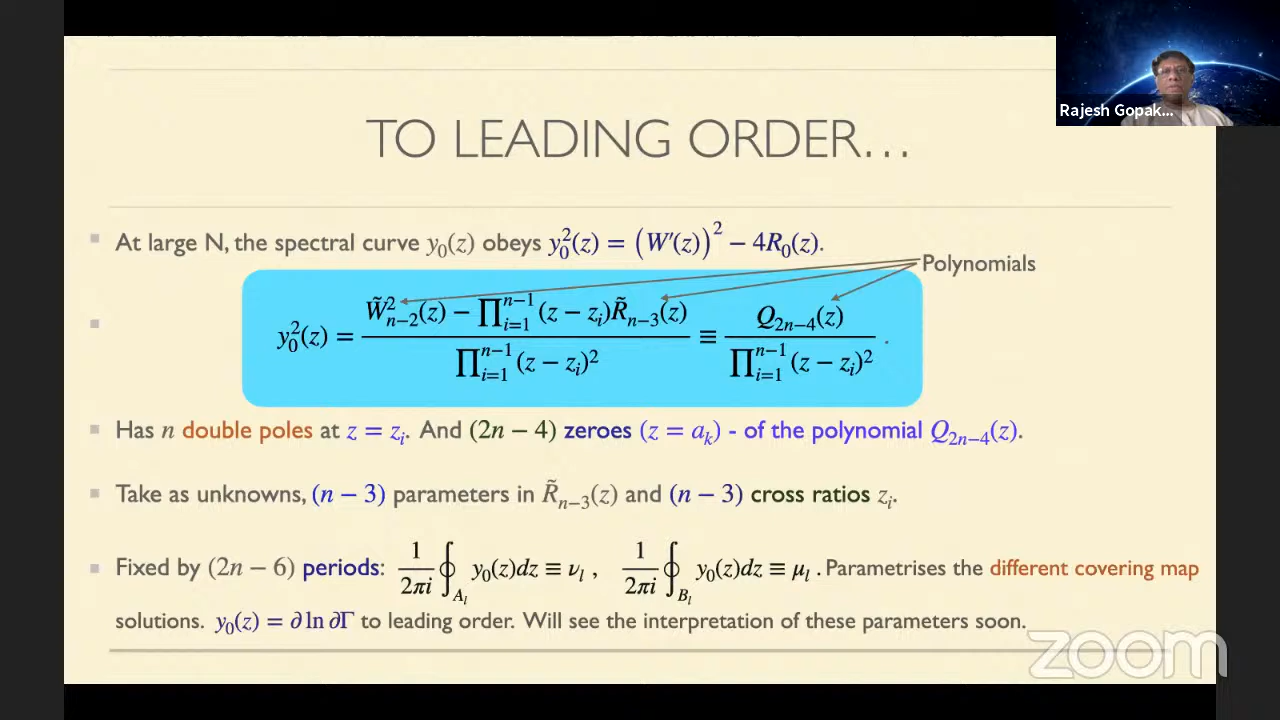 Rajesh Gopak...
TO LEADING ORDER...
At large N, the spectral curve y₀(z) obeys y₀²(z) = (W′(z))² − 4R₀(z).
Polynomials
y₀²(z) = (W̃²ₙ₋₂(z) − ∏ᵢ₌₁ⁿ⁻¹(z − zᵢ)R̃ₙ₋₃(z)) / ∏ᵢ₌₁ⁿ⁻¹(z − zᵢ)² ≡ Q₂ₙ₋₄(z) / ∏ᵢ₌₁ⁿ⁻¹(z − zᵢ)² .
Has n double poles at z = zᵢ. And (2n − 4) zeroes (z = aₖ) - of the polynomial Q₂ₙ₋₄(z).
Take as unknowns, (n − 3) parameters in R̃ₙ₋₃(z) and (n − 3) cross ratios zᵢ.
Fixed by (2n − 6) periods: 1/2πi ∮_{A_l} y₀(z)dz ≡ ν_l , 1/2πi ∮_{B_l} y₀(z)dz ≡ μ_l . Parametrises the different covering map
solutions. y₀(z) = ∂ ln ∂Γ to leading order. Will see the interpretation of these parameters soon.
zoom